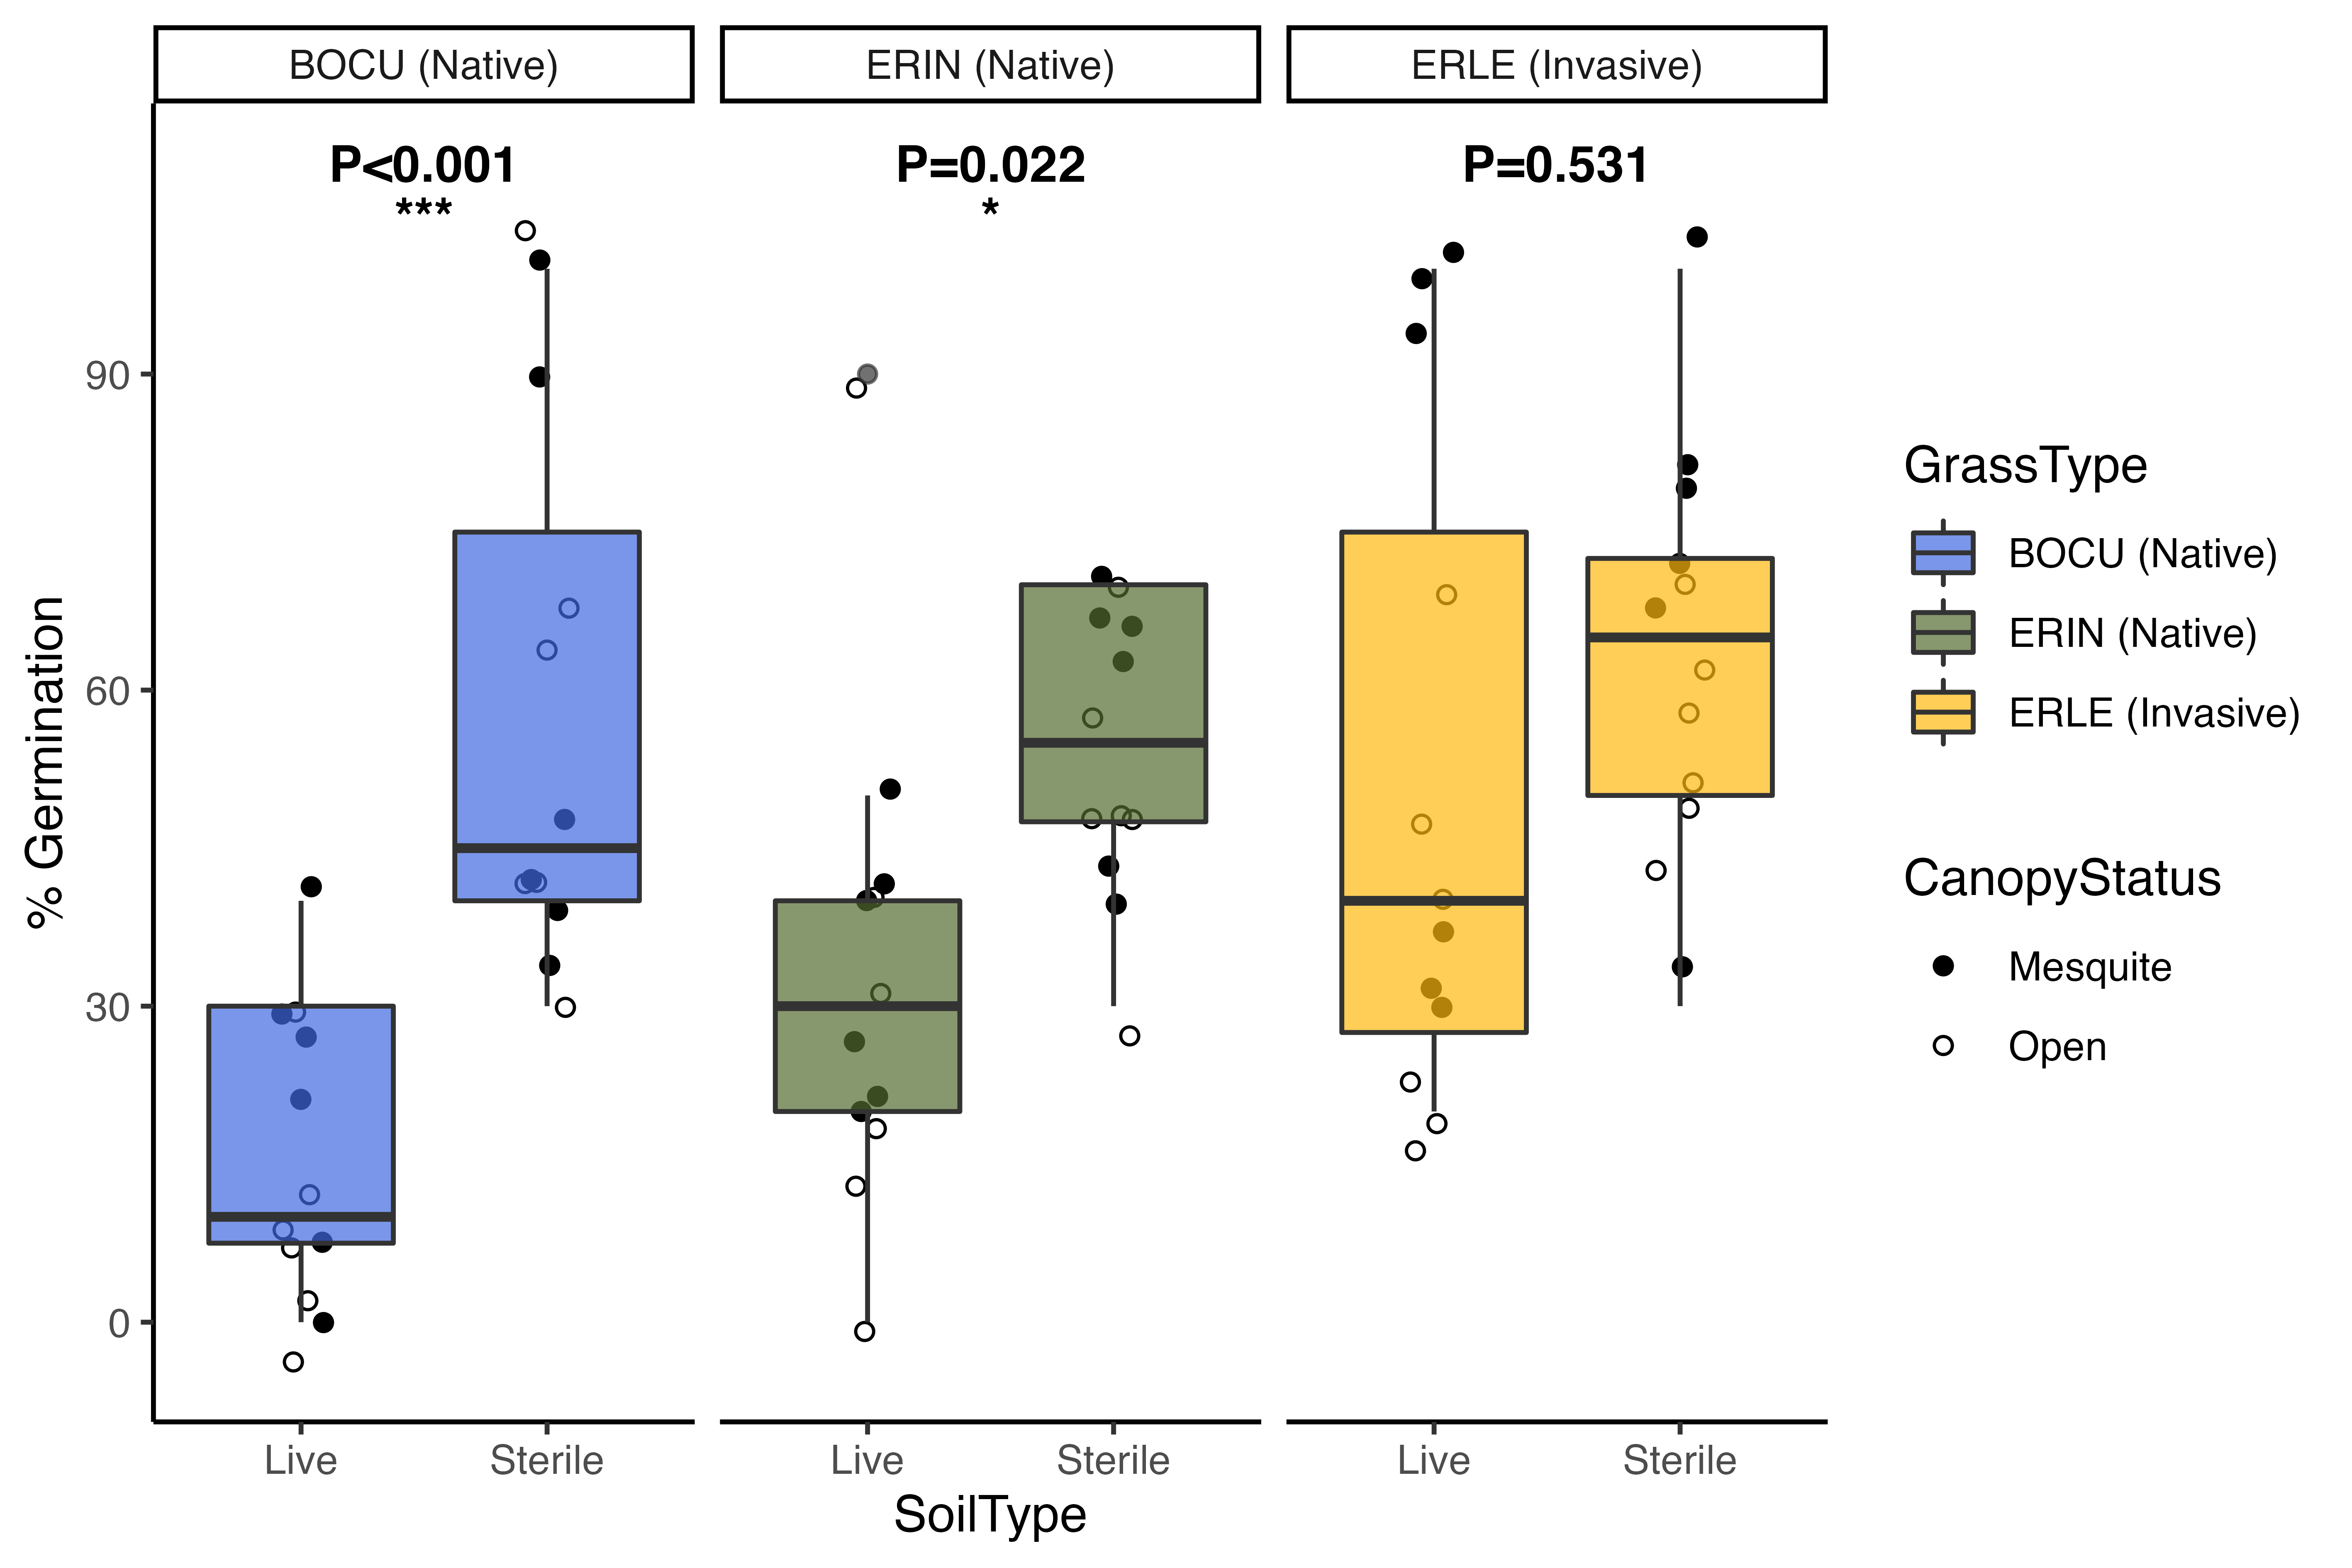 BOCU (Native) ERIN (Native) ERLE (Invasive)
P<0.001 P=0.022 P=0.531
*** *
% Germination
90
60
30
0
Live Sterile Live Sterile Live Sterile
SoilType
GrassType
BOCU (Native)
ERIN (Native)
ERLE (Invasive)
CanopyStatus
Mesquite
Open